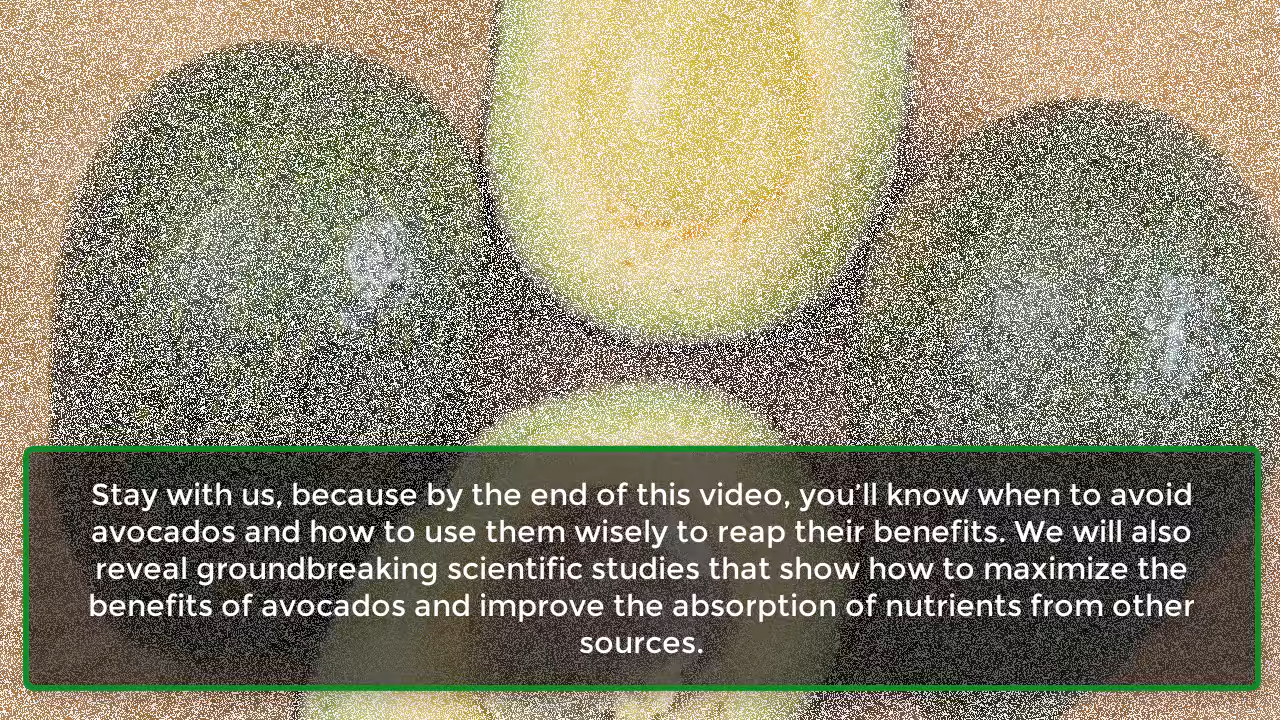 Stay with us, because by the end of this video, you’ll know when to avoid
avocados and how to use them wisely to reap their benefits. We will also
reveal groundbreaking scientific studies that show how to maximize the
benefits of avocados and improve the absorption of nutrients from other
sources.